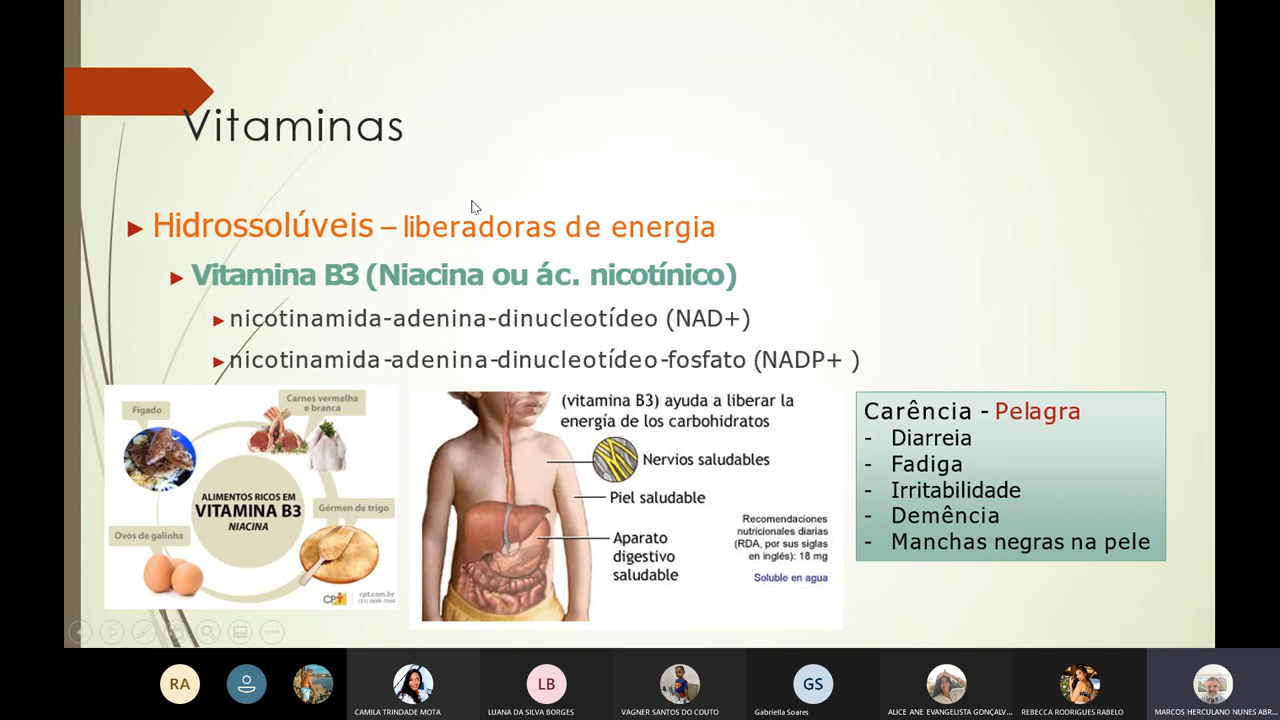 Vitaminas
Hidrossolúveis – liberadoras de energia
Vitamina B3 (Niacina ou ác. nicotínico)
nicotinamida-adenina-dinucleotídeo (NAD+)
nicotinamida-adenina-dinucleotídeo-fosfato (NADP+ )
Fígado
Carnes vermelha
e branca
ALIMENTOS RICOS EM
VITAMINA B3
NIACINA
Gérmen de trigo
Ovos de galinha
CPT
cpt.com.br
(vitamina B3) ayuda a liberar la
energía de los carbohidratos
Nervios saludables
Piel saludable
Aparato
digestivo
saludable
Recomendaciones
nutricionales diarias
(RDA, por sus siglas
en inglés): 18 mg
Soluble en agua
Carência - Pelagra
- Diarreia
- Fadiga
- Irritabilidade
- Demência
- Manchas negras na pele
RA
LB
GS
CAMILA TRINDADE MOTA
LUANA DA SILVA BORGES
VAGNER SANTOS DO COUTO
Gabriella Soares
ALICE ANE EVANGELISTA GONÇALV...
REBECCA RODRIGUES RABELO
MARCOS HERCULANO NUNES ABR...